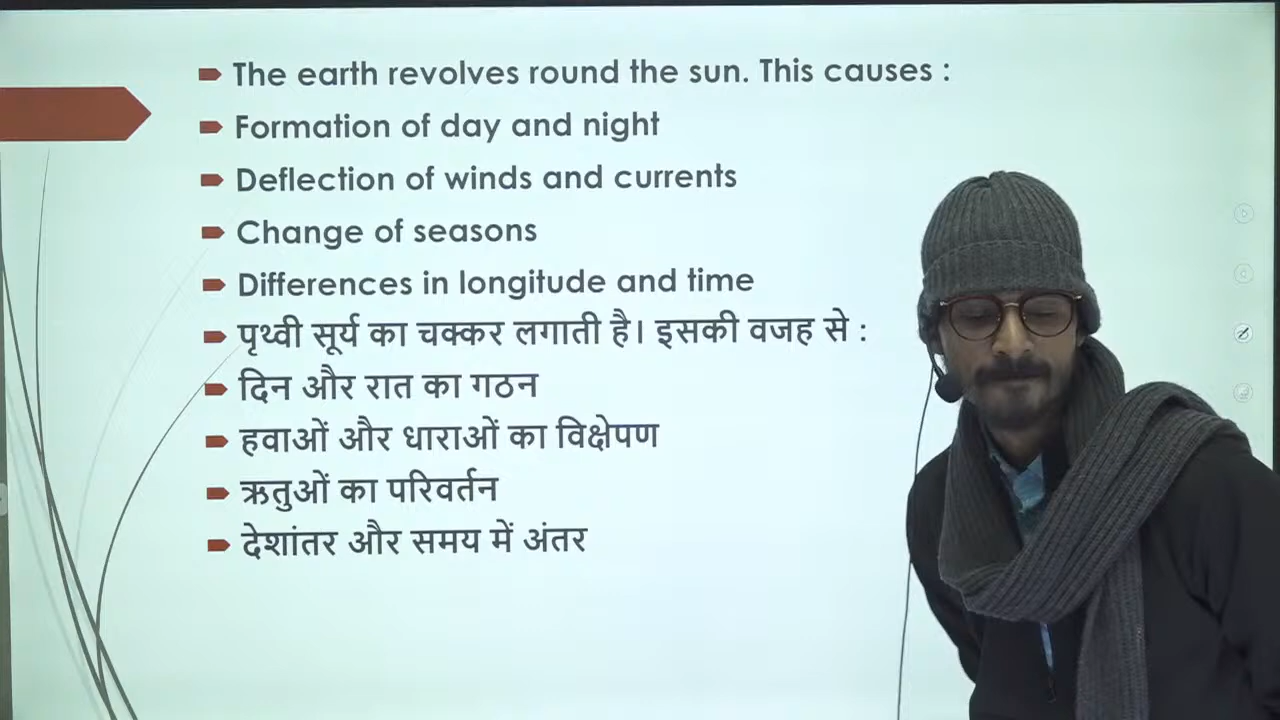 The earth revolves round the sun. This causes :
Formation of day and night
Deflection of winds and currents
Change of seasons
Differences in longitude and time
पृथ्वी सूर्य का चक्कर लगाती है। इसकी वजह से :
दिन और रात का गठन
हवाओं और धाराओं का विक्षेपण
ऋतुओं का परिवर्तन
देशांतर और समय में अंतर